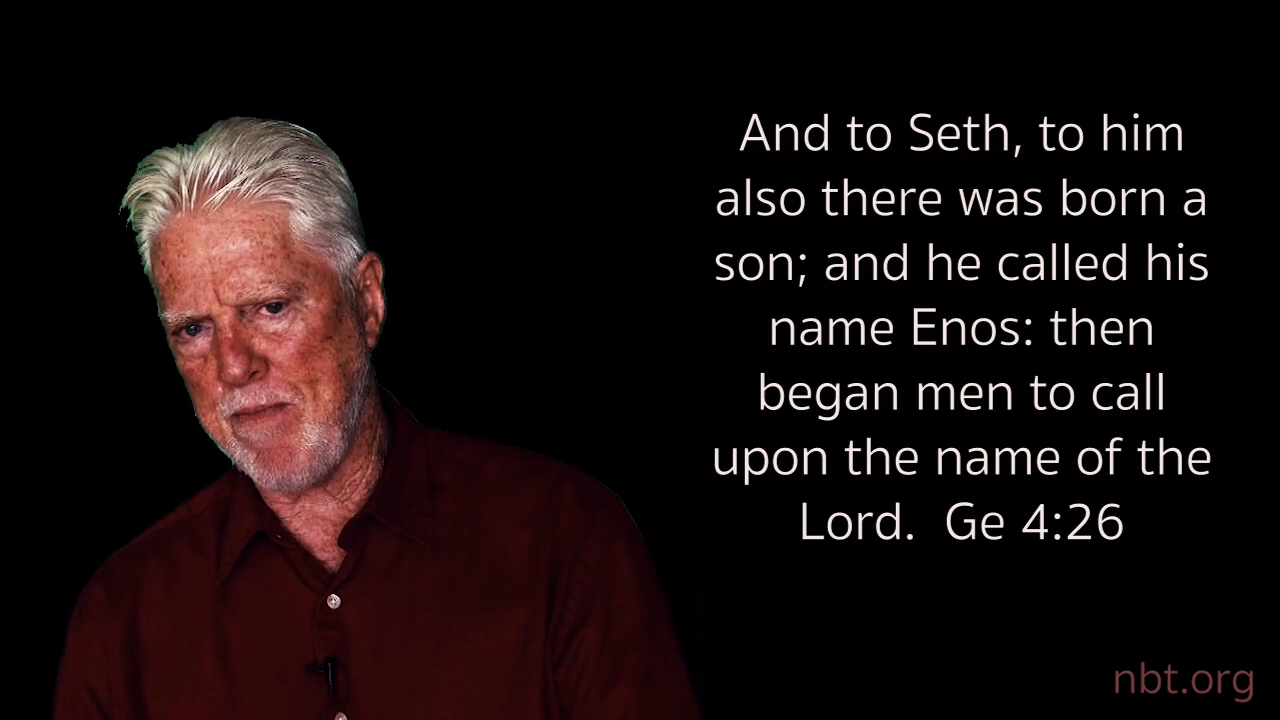 And to Seth, to him
also there was born a
son; and he called his
name Enos: then
began men to call
upon the name of the
Lord.  Ge 4:26
nbt.org